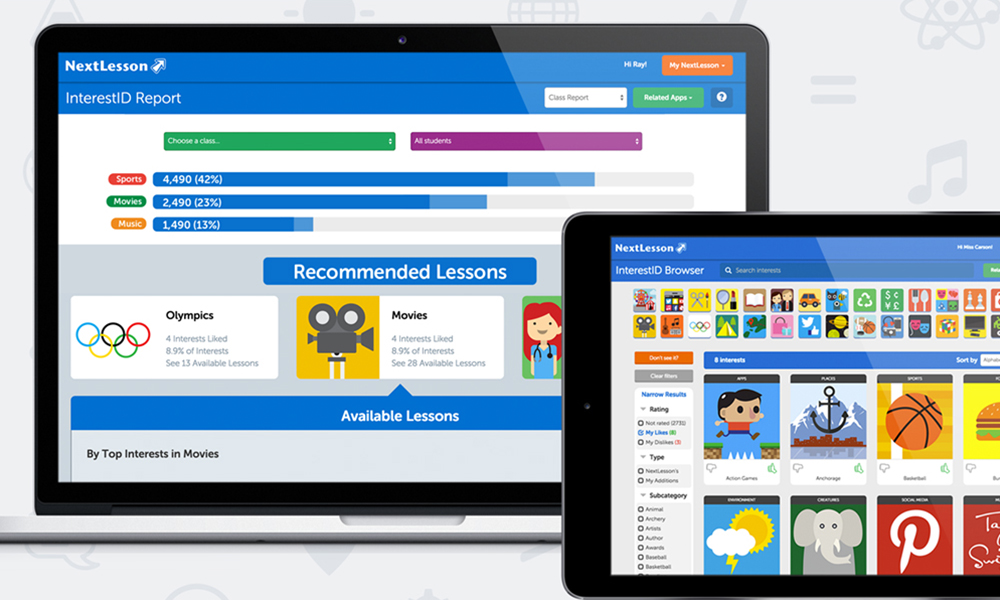 NextLesson
Hi Ray!
My NextLesson
InterestID Report
Class Report
Related Apps
?
Choose a class...
All students
Sports
4,490 (42%)
Movies
2,490 (23%)
Music
1,490 (13%)
Recommended Lessons
Olympics
4 Interests Liked
8.9% of Interests
See 13 Available Lessons
Movies
4 Interests Liked
8.9% of Interests
See 28 Available Lessons
Available Lessons
By Top Interests in Movies
NextLesson
Hi Miss Carson!
InterestID Browser
Search interests
Don't see it?
Clear filters
8 interests
Sort by
Narrow Results
Rating
Not rated (2731)
My Likes (8)
My Dislikes (3)
Type
NextLesson's
My Additions
Subcategory
Animal
Archery
Artists
Author
Awards
Baseball
Basketball
APPS
Action Games
PLACES
Anchorage
SPORTS
Basketball
ENVIRONMENT
CREATURES
SOCIAL MEDIA